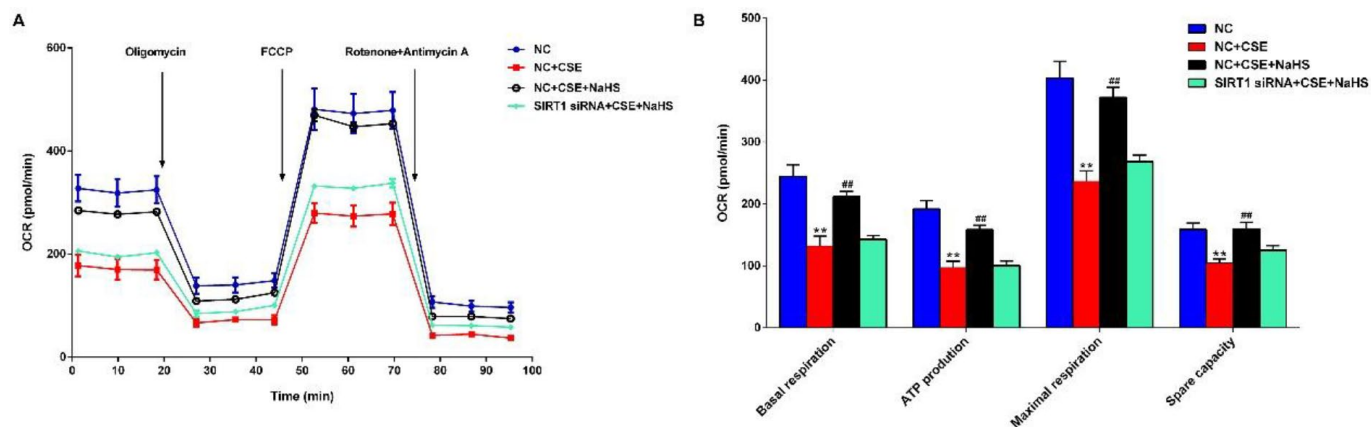 A
600
400
200
0
OCR (pmol/min)
Oligomycin
FCCP
Rotenone+Antimycin A
NC
NC+CSE
NC+CSE+NaHS
SIRT1 siRNA+CSE+NaHS
0 10 20 30 40 50 60 70 80 90 100
Time (min)
B
500
400
300
200
100
0
OCR (pmol/min)
NC
NC+CSE
NC+CSE+NaHS
SIRT1 siRNA+CSE+NaHS
** ##
** ##
** ##
** ##
Basal respiration
ATP prodution
Maximal respiration
Spare capacity